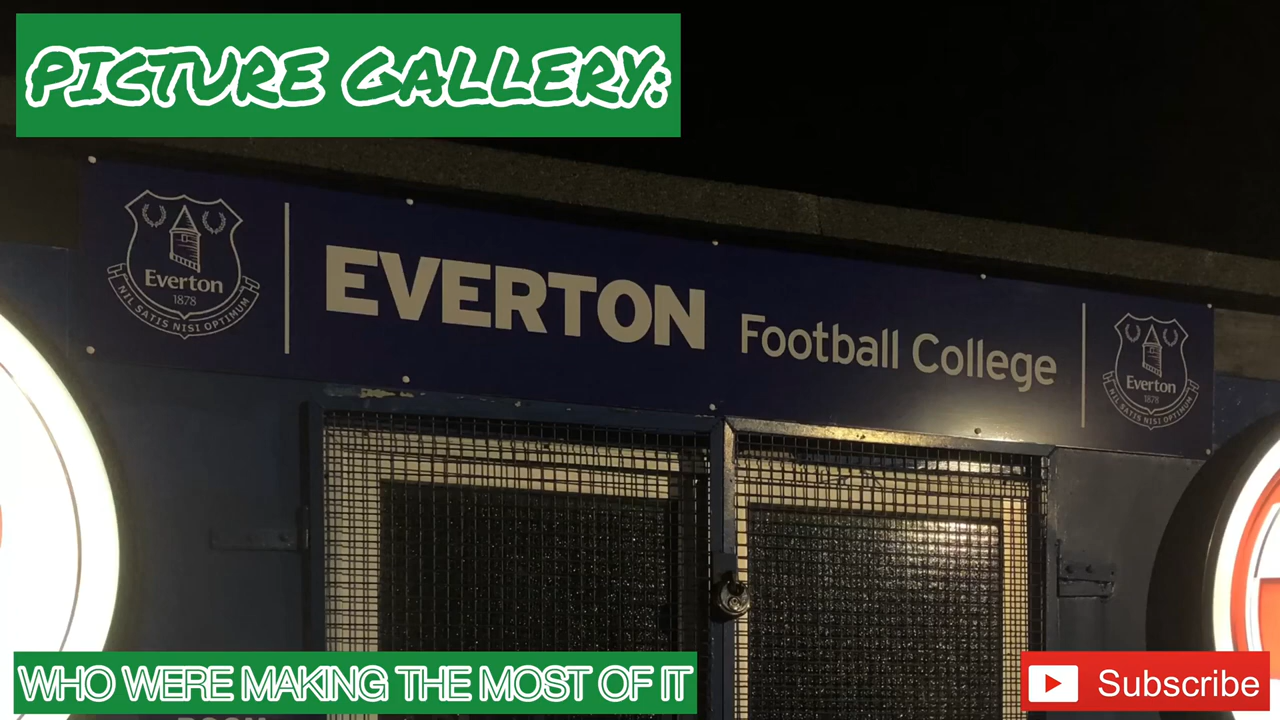 PICTURE GALLERY:
Everton
1878
NIL SATIS NISI OPTIMUM
EVERTON Football College
Everton
1878
NIL SATIS NISI OPTIMUM
WHO WERE MAKING THE MOST OF IT
Subscribe